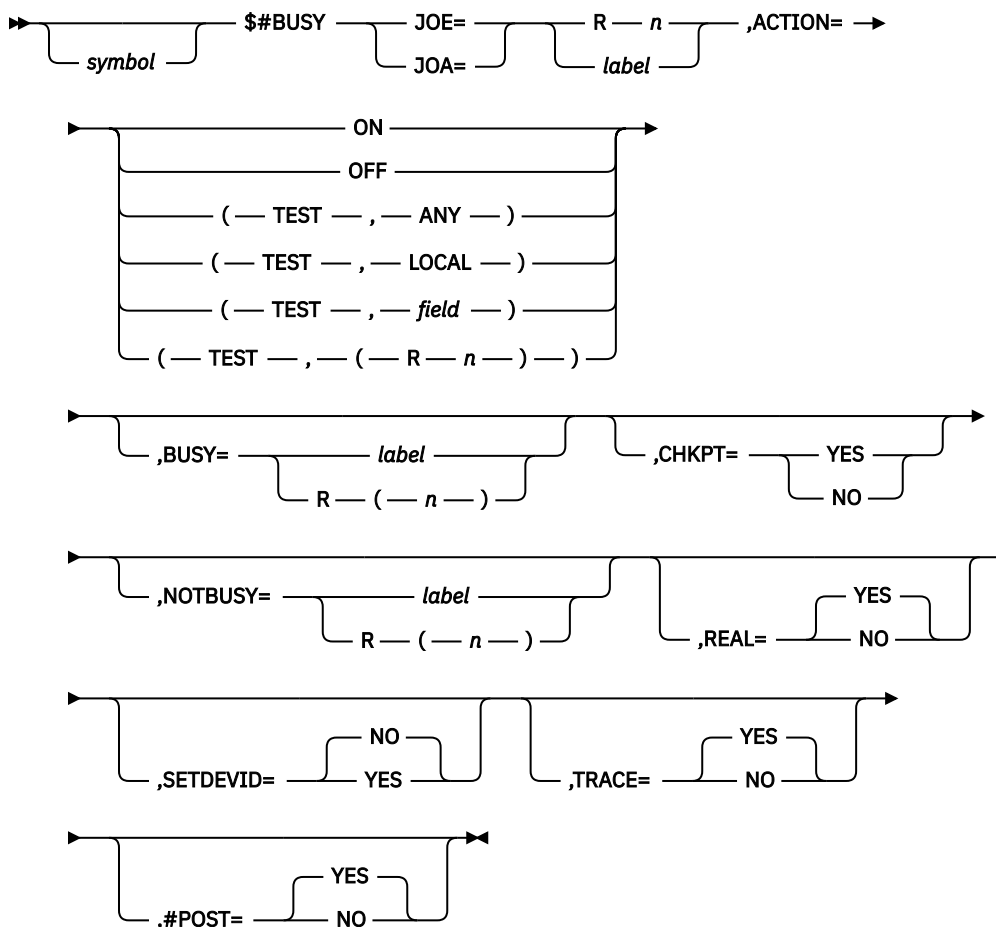 $#BUSY JOE= R n ,ACTION=
symbol JOA= label
ON
OFF
( TEST , ANY )
( TEST , LOCAL )
( TEST , field )
( TEST , ( R n ) )
,BUSY= label ,CHKPT= YES
R ( n ) NO
,NOTBUSY= label YES
R ( n ) ,REAL= NO
NO YES
,SETDEVID= YES ,TRACE= NO
YES
,#POST= NO